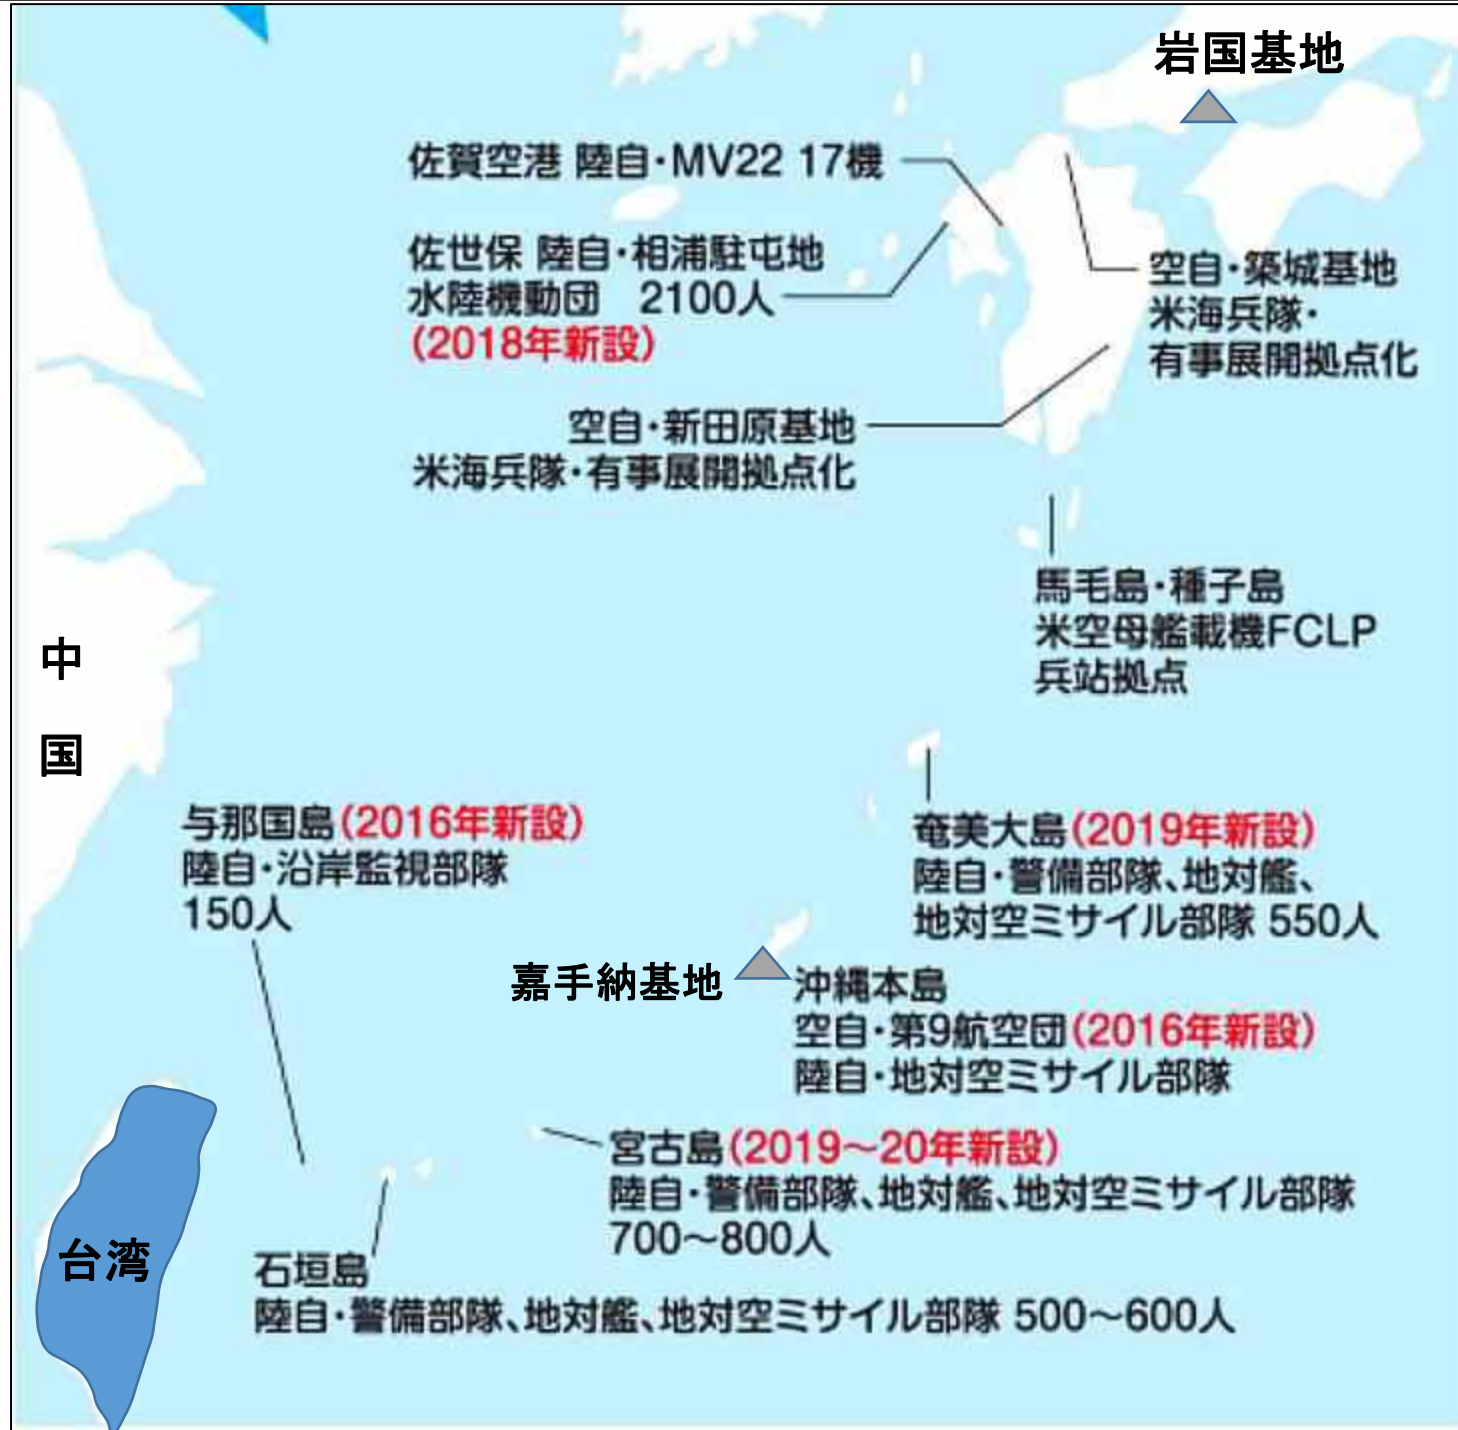 岩国基地
佐賀空港 陸自・MV22 17機
佐世保 陸自・相浦駐屯地
水陸機動団 2100人
(2018年新設)
空自・築城基地
米海兵隊・
有事展開拠点化
空自・新田原基地
米海兵隊・有事展開拠点化
馬毛島・種子島
米空母艦載機FCLP
兵站拠点
中
国
与那国島(2016年新設)
陸自・沿岸監視部隊
150人
奄美大島(2019年新設)
陸自・警備部隊、地対艦、
地対空ミサイル部隊 550人
嘉手納基地
沖縄本島
空自・第9航空団(2016年新設)
陸自・地対空ミサイル部隊
宮古島(2019～20年新設)
陸自・警備部隊、地対艦、地対空ミサイル部隊
700～800人
台湾
石垣島
陸自・警備部隊、地対艦、地対空ミサイル部隊 500～600人